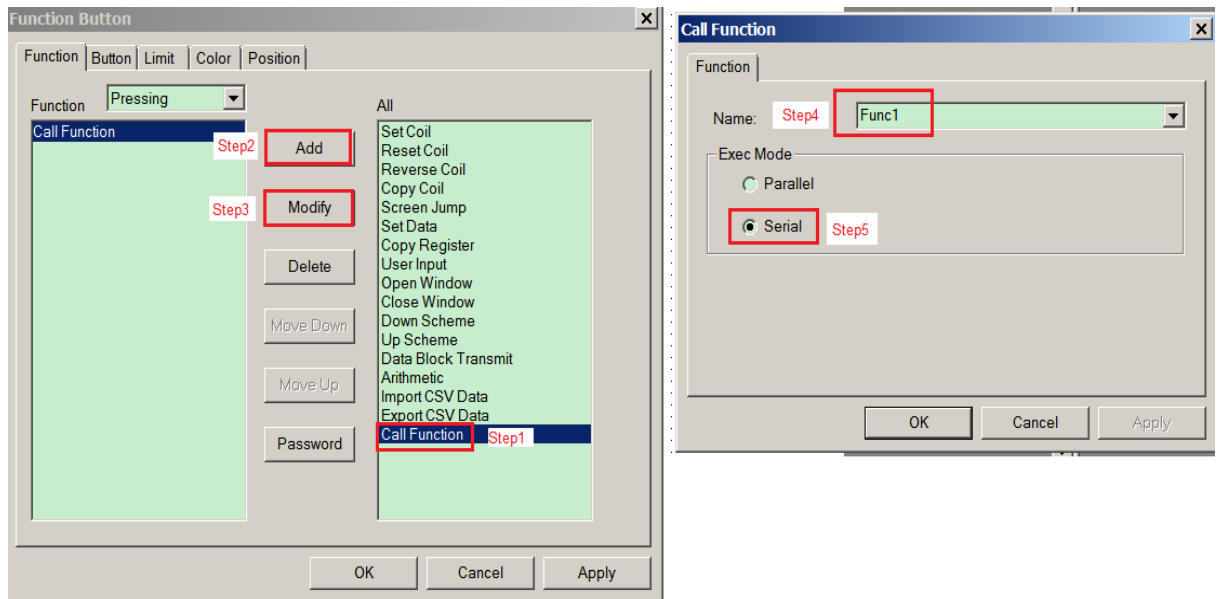 Function Button
Function Button Limit Color Position
Function Pressing
All
Call Function
Step2 Add
Step3 Modify
Delete
Move Down
Move Up
Password
Set Coil
Reset Coil
Reverse Coil
Copy Coil
Screen Jump
Set Data
Copy Register
User Input
Open Window
Close Window
Down Scheme
Up Scheme
Data Block Transmit
Arithmetic
Import CSV Data
Export CSV Data
Call Function Step1
OK Cancel Apply
Call Function
Function
Name: Step4 Func1
Exec Mode
Parallel
Serial Step5
OK Cancel Apply